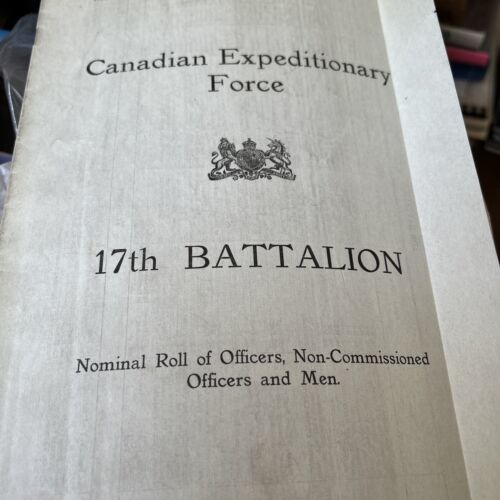 Canadian Expeditionary
Force
17th BATTALION
Nominal Roll of Officers, Non-Commissioned
Officers and Men.